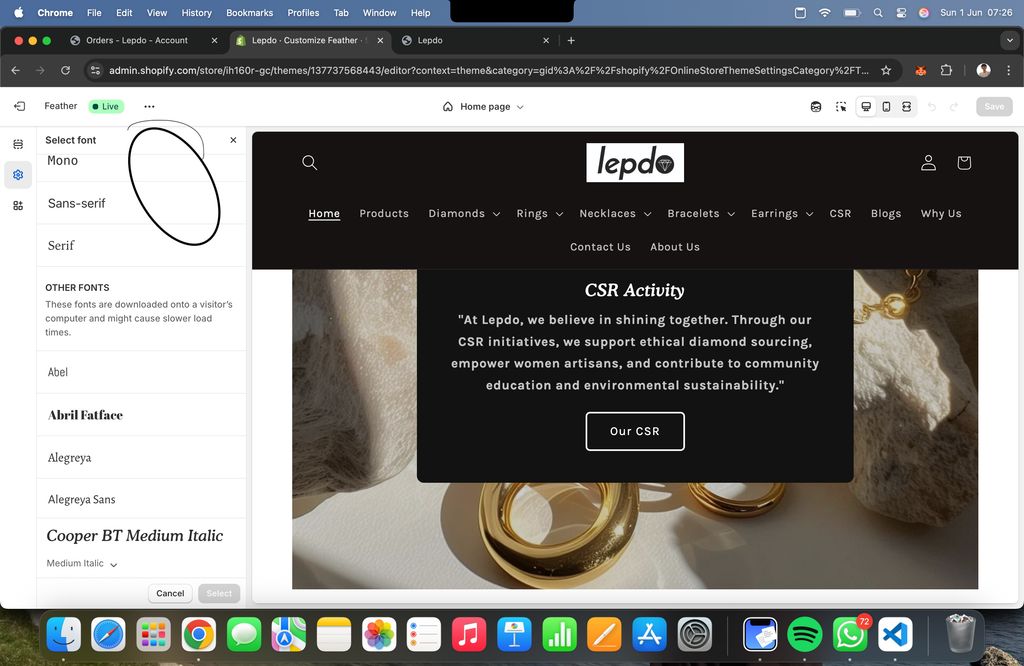 Chrome File Edit View History Bookmarks Profiles Tab Window Help Sun 1 Jun 07:26
Orders - Lepdo - Account Lepdo · Customize Feather · Lepdo
admin.shopify.com/store/ih160r-gc/themes/137737568443/editor?context=theme&category=gid%3A%2F%2Fshopify%2FOnlineStoreThemeSettingsCategory%2FT...
Feather Live Home page Save
Select font
Mono
Sans-serif
Serif
OTHER FONTS
These fonts are downloaded onto a visitor's
computer and might cause slower load
times.
Abel
Abril Fatface
Alegreya
Alegreya Sans
Cooper BT Medium Italic
Medium Italic
Cancel Select
lepdo
Home Products Diamonds Rings Necklaces Bracelets Earrings CSR Blogs Why Us
Contact Us About Us
CSR Activity
"At Lepdo, we believe in shining together. Through our
CSR initiatives, we support ethical diamond sourcing,
empower women artisans, and contribute to community
education and environmental sustainability."
Our CSR
72